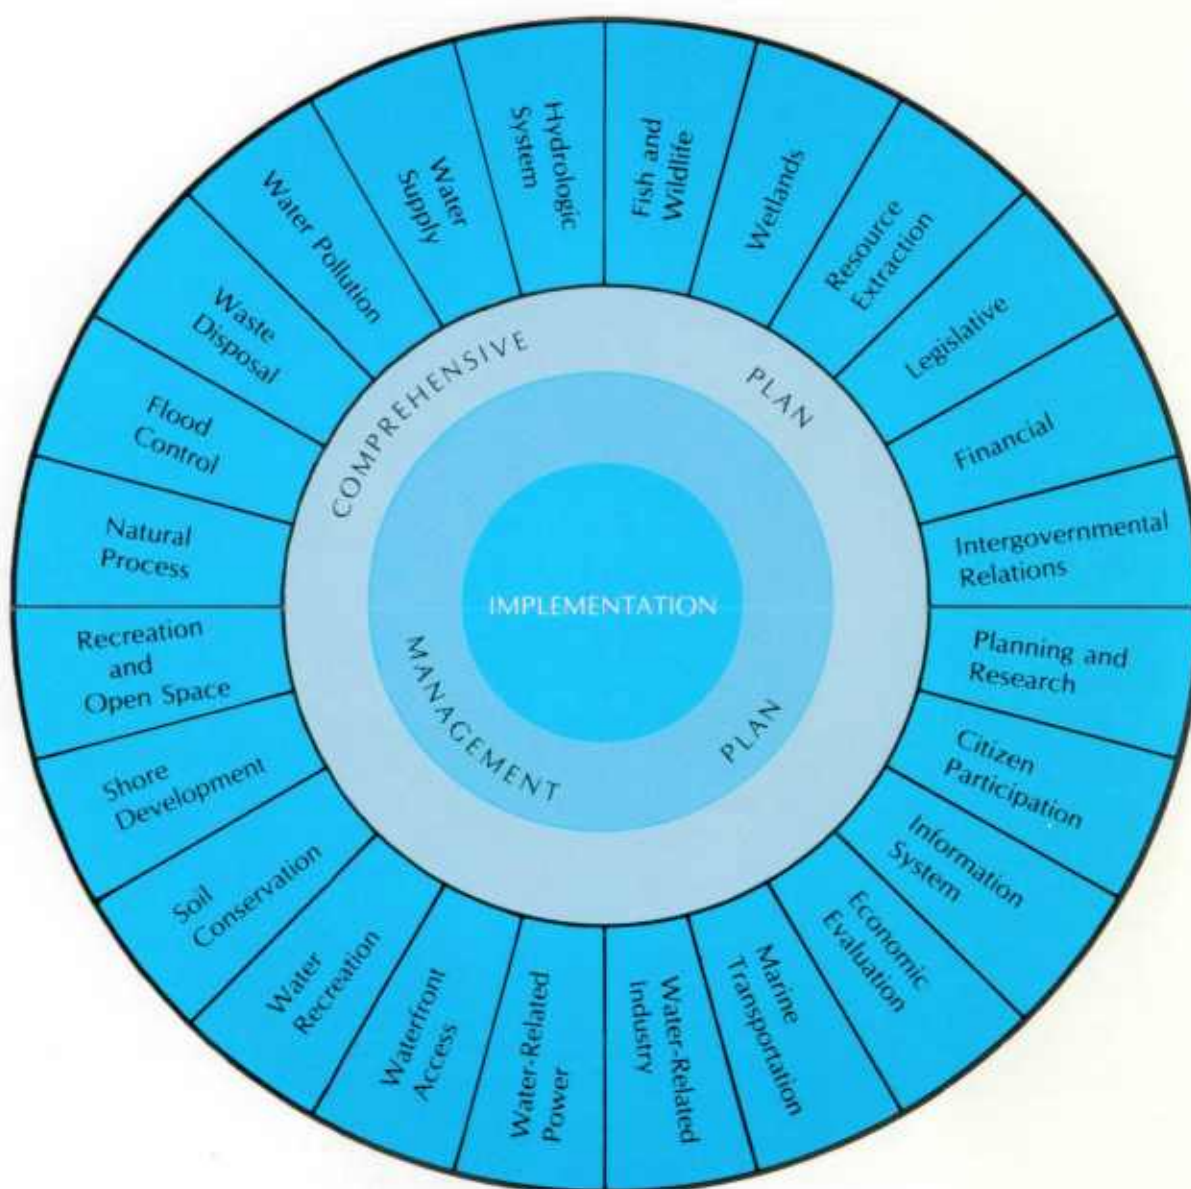 Fish and
Wildlife
Wetlands
Resource
Extraction
Legislative
Financial
Intergovernmental
Relations
Planning and
Research
Citizen
Participation
Information
System
Economic
Evaluation
Marine
Transportation
Water-Related
Industry
Water-Related
Power
Waterfront
Access
Water
Recreation
Soil
Conservation
Shore
Development
Recreation
and
Open Space
Natural
Process
Flood
Control
Waste
Disposal
Water Pollution
Water
Supply
Hydrologic
System
COMPREHENSIVE PLAN
MANAGEMENT PLAN
IMPLEMENTATION